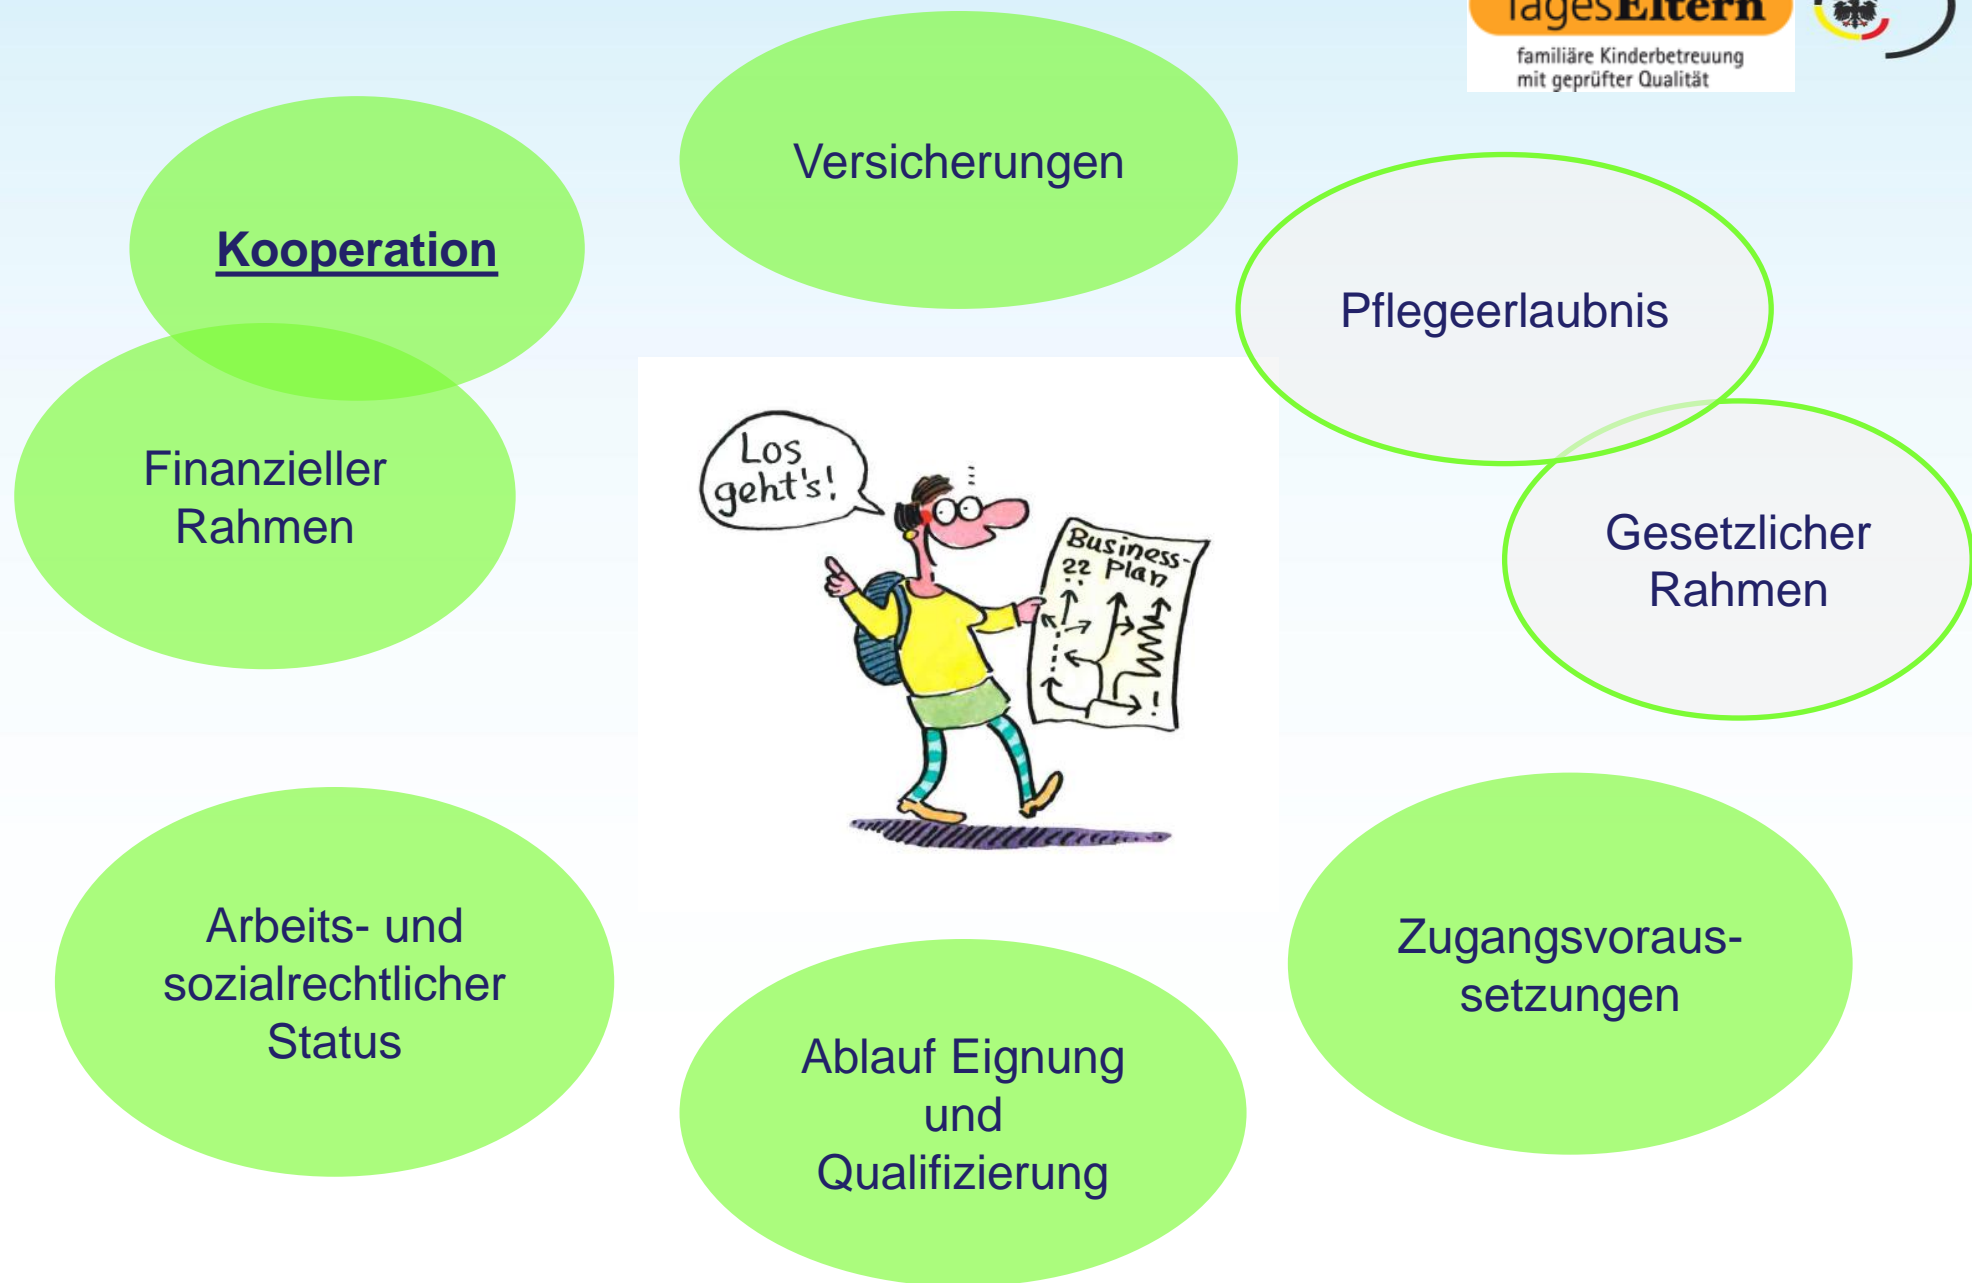 TagesEltern
familiäre Kinderbetreuung
mit geprüfter Qualität
Versicherungen
Kooperation
Pflegeerlaubnis
Finanzieller
Rahmen
Los
geht's!
Business-
?? Plan
!
Gesetzlicher
Rahmen
Arbeits- und
sozialrechtlicher
Status
Zugangsvoraus-
setzungen
Ablauf Eignung
und
Qualifizierung